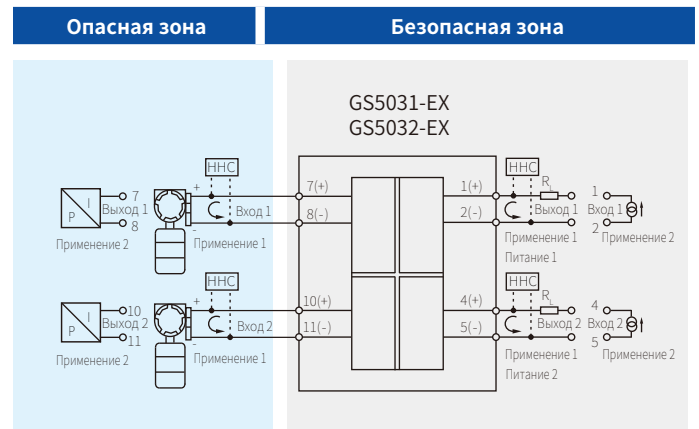 Опасная зона
Безопасная зона
GS5031-EX
GS5032-EX
HHC
HHC
7
I
P
Выход 1
8
Применение 2
+
-
Вход 1
Применение 1
7(+)
8(-)
1(+)
2(-)
RL
Выход 1
Применение 1
Питание 1
1
Вход 1
2
Применение 2
HHC
HHC
10
I
P
Выход 2
11
Применение 2
+
-
Вход 2
Применение 1
10(+)
11(-)
4(+)
5(-)
RL
Выход 2
Применение 1
Питание 2
4
Вход 2
5
Применение 2